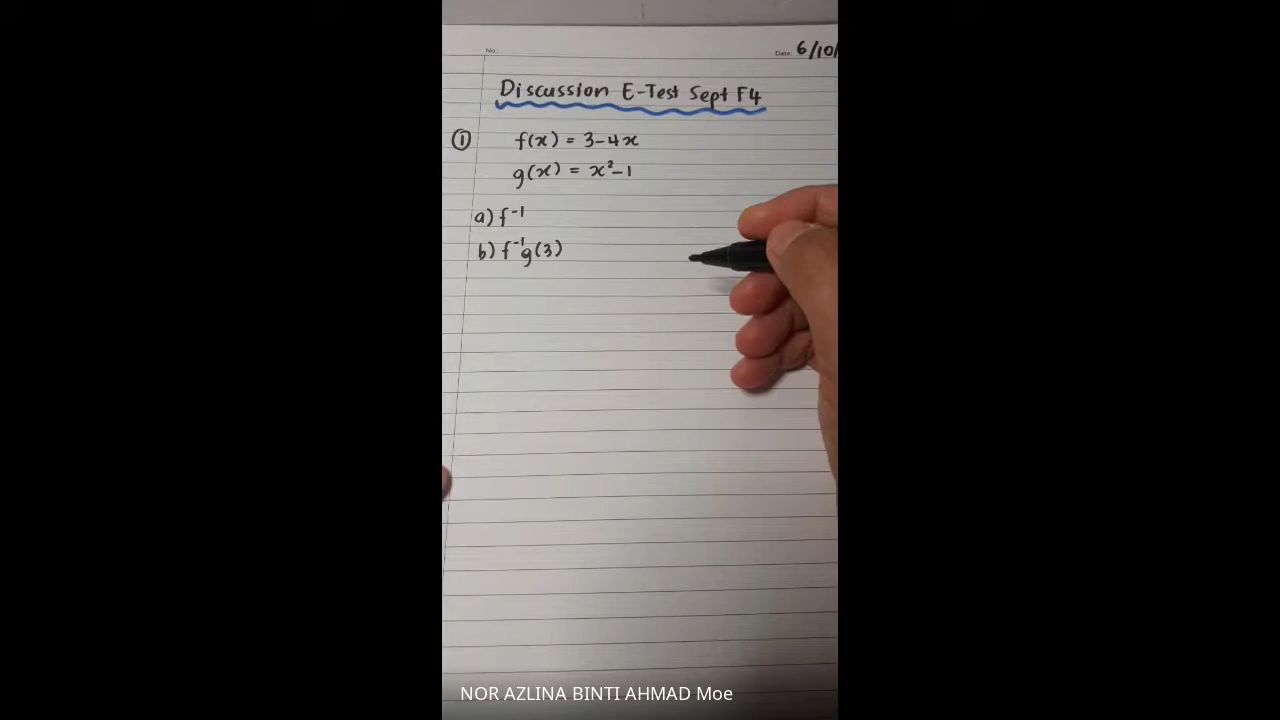 No.
Date: 6/10/
Discussion E-Test Sept F4
① f(x) = 3-4x
g(x) = x²-1
a) f⁻¹
b) f⁻¹g(3)
NOR AZLINA BINTI AHMAD Moe